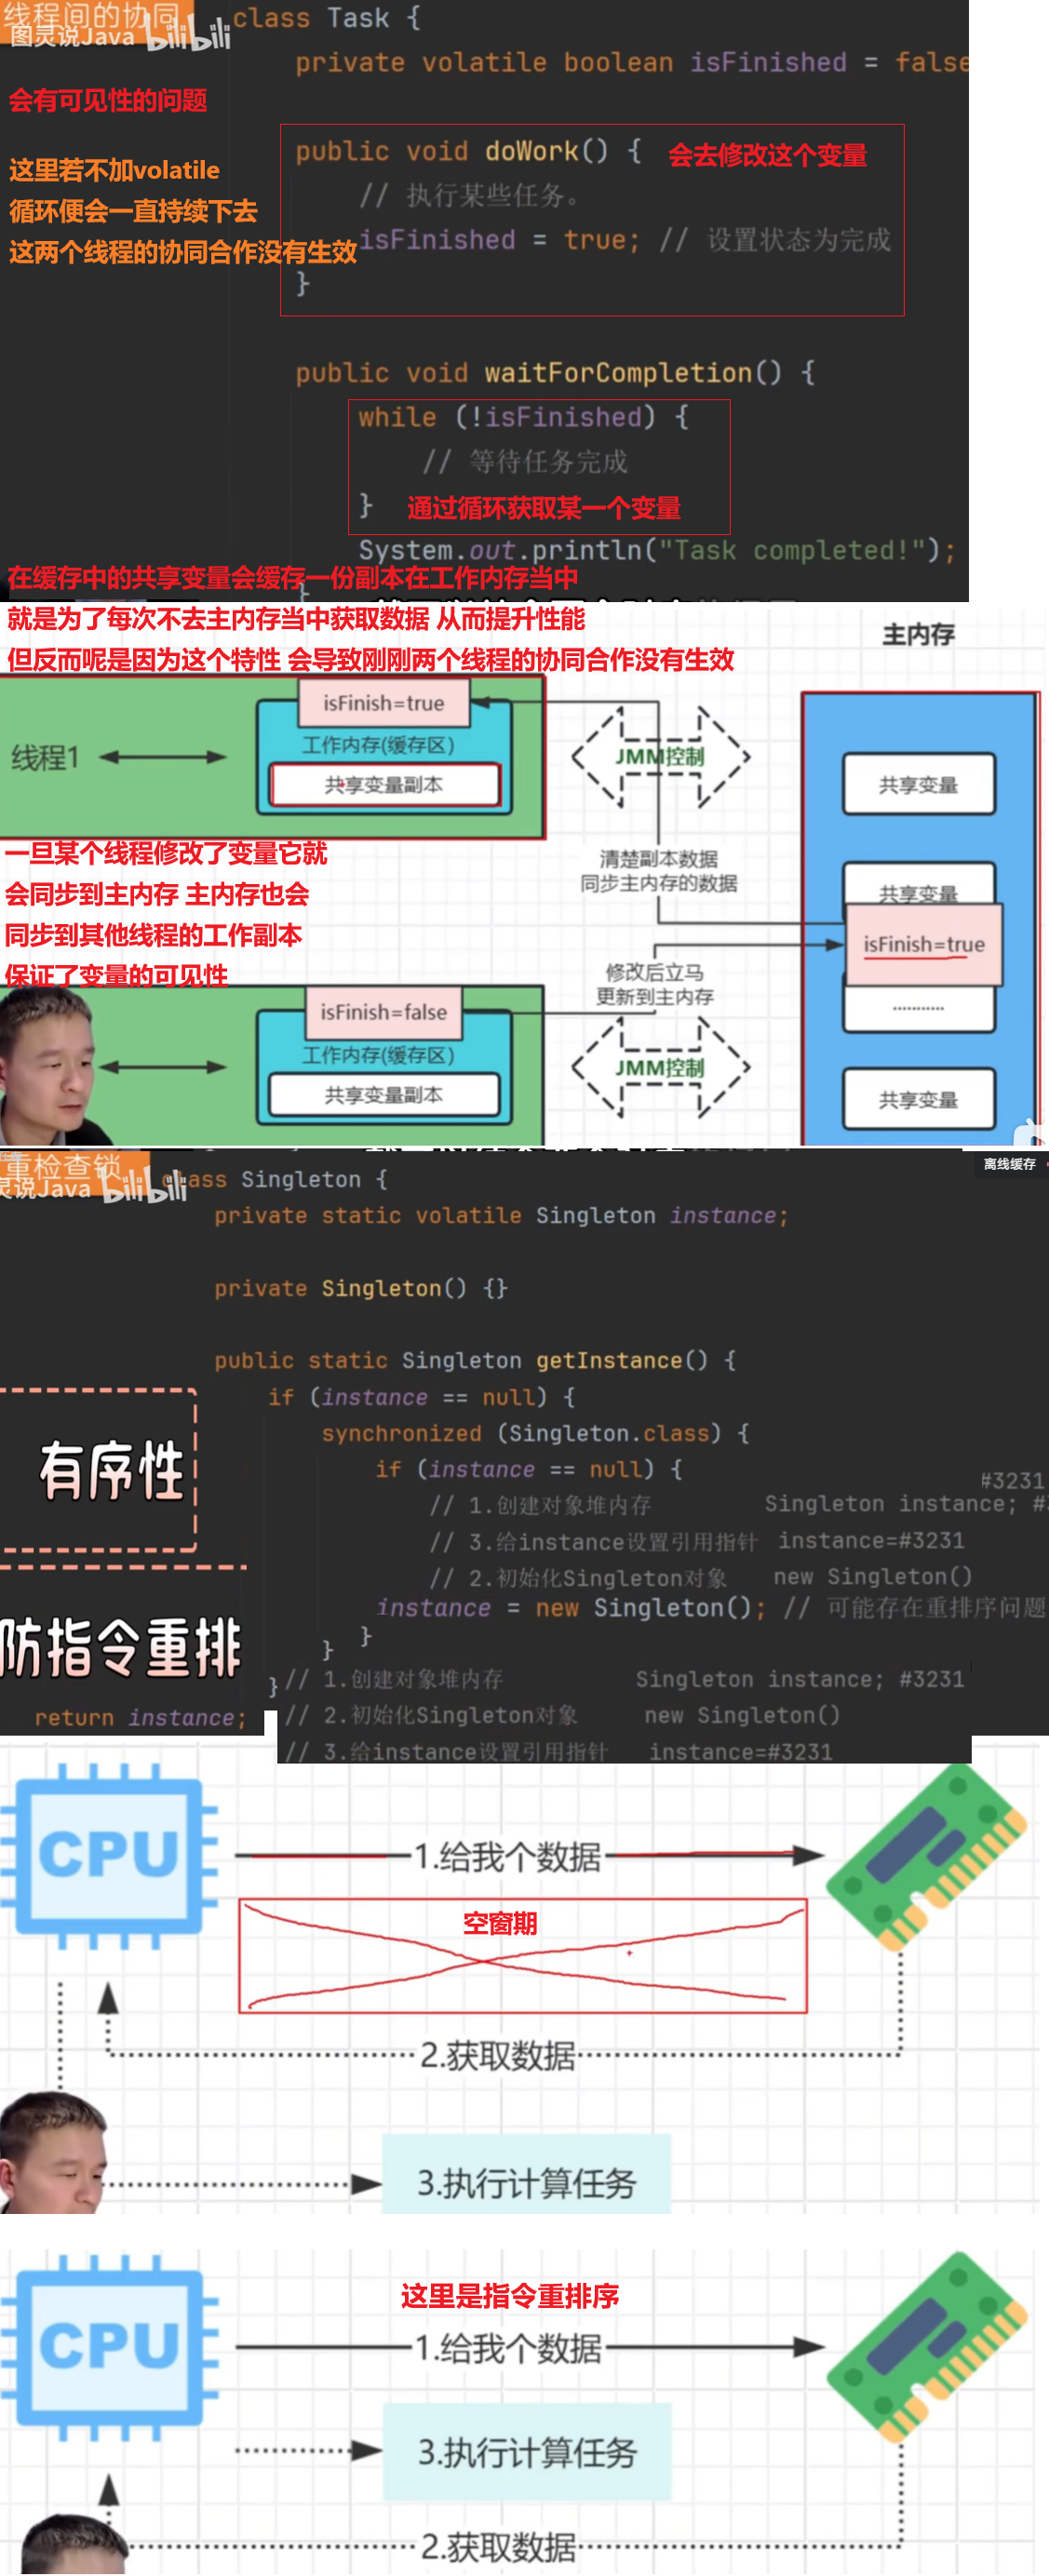 线程间的协同
图灵说Java bilibili
class Task {
private volatile boolean isFinished = false
会有可见性的问题
public void doWork() { 会去修改这个变量
这里若不加volatile
// 执行某些任务。
循环便会一直持续下去
isFinished = true; // 设置状态为完成
这两个线程的协同合作没有生效
}
public void waitForCompletion() {
while (!isFinished) {
// 等待任务完成
} 通过循环获取某一个变量
System.out.println("Task completed!");
在缓存中的共享变量会缓存一份副本在工作内存当中
}
就是为了每次不去主内存当中获取数据 从而提升性能
主内存
但反而呢是因为这个特性 会导致刚刚两个线程的协同合作没有生效
isFinish=true
工作内存(缓存区)
线程1
JMM控制
共享变量副本
共享变量
一旦某个线程修改了变量它就
清楚副本数据
同步主内存的数据
会同步到主内存 主内存也会
共享变量
同步到其他线程的工作副本
isFinish=true
保证了变量的可见性
修改后立马
更新到主内存
isFinish=false
...........
工作内存(缓存区)
JMM控制
共享变量副本
共享变量
重检查锁
灵说Java bilibili
离线缓存
class Singleton {
private static volatile Singleton instance;
private Singleton() {}
public static Singleton getInstance() {
if (instance == null) {
synchronized (Singleton.class) {
有序性
if (instance == null) {
#3231
// 1.创建对象堆内存 Singleton instance; #3
// 3.给instance设置引用指针 instance=#3231
// 2.初始化Singleton对象 new Singleton()
instance = new Singleton(); // 可能存在重排序问题
防指令重排
}
}
}
// 1.创建对象堆内存 Singleton instance; #3231
return instance;
// 2.初始化Singleton对象 new Singleton()
// 3.给instance设置引用指针 instance=#3231
CPU
1.给我个数据
空窗期
2.获取数据
3.执行计算任务
这里是指令重排序
CPU
1.给我个数据
3.执行计算任务
2.获取数据